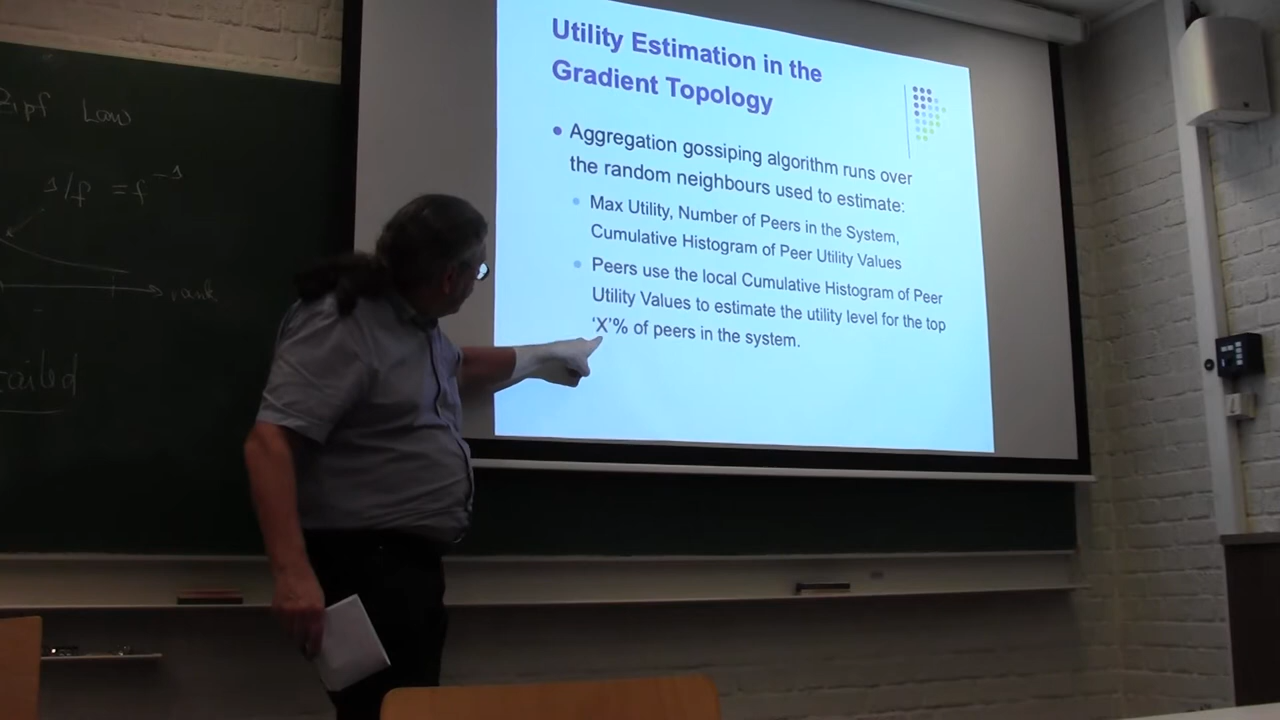 Zipf Law
1/f = f^-1
rank
tailed
Utility Estimation in the
Gradient Topology
Aggregation gossiping algorithm runs over
the random neighbours used to estimate:
Max Utility, Number of Peers in the System,
Cumulative Histogram of Peer Utility Values
Peers use the local Cumulative Histogram of Peer
Utility Values to estimate the utility level for the top
‘X’% of peers in the system.